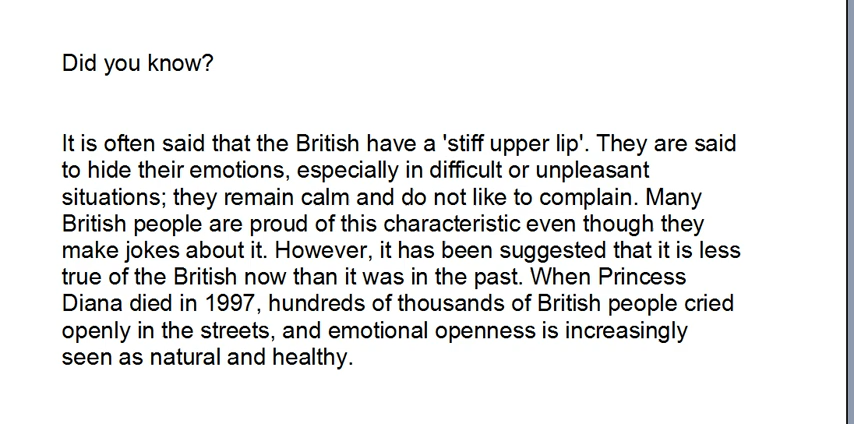 Did you know?
It is often said that the British have a 'stiff upper lip'. They are said
to hide their emotions, especially in difficult or unpleasant
situations; they remain calm and do not like to complain. Many
British people are proud of this characteristic even though they
make jokes about it. However, it has been suggested that it is less
true of the British now than it was in the past. When Princess
Diana died in 1997, hundreds of thousands of British people cried
openly in the streets, and emotional openness is increasingly
seen as natural and healthy.